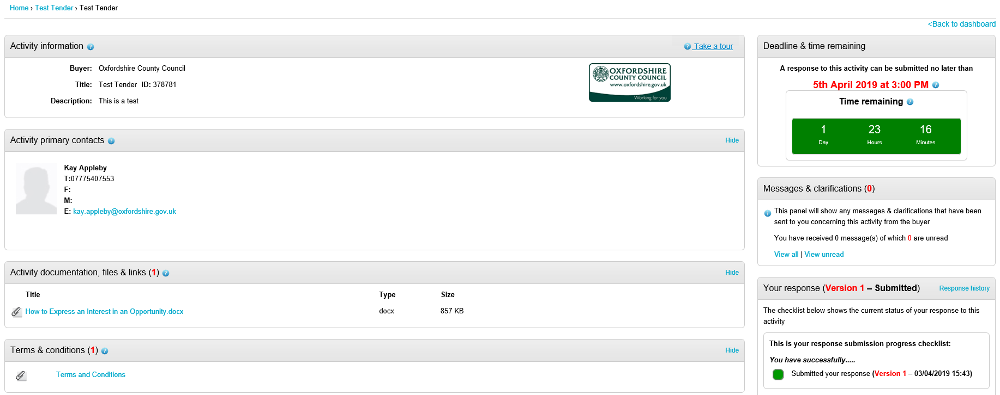 Home › Test Tender › Test Tender
<Back to dashboard
Activity information
Take a tour
Buyer: Oxfordshire County Council
Title: Test Tender ID: 378781
Description: This is a test
OXFORDSHIRE
COUNTY COUNCIL
www.oxfordshire.gov.uk
Working for you
Activity primary contacts
Hide
Kay Appleby
T:07775407553
F:
M:
E: kay.appleby@oxfordshire.gov.uk
Activity documentation, files & links (1)
Hide
Title Type Size
How to Express an Interest in an Opportunity.docx docx 857 KB
Terms & conditions (1)
Hide
Terms and Conditions
Deadline & time remaining
A response to this activity can be submitted no later than
5th April 2019 at 3:00 PM
Time remaining
1 23 16
Day Hours Minutes
Messages & clarifications (0)
This panel will show any messages & clarifications that have been
sent to you concerning this activity from the buyer
You have received 0 message(s) of which 0 are unread
View all | View unread
Your response (Version 1 – Submitted)
Response history
The checklist below shows the current status of your response to this
activity
This is your response submission progress checklist:
You have successfully.....
Submitted your response (Version 1 – 03/04/2019 15:43)